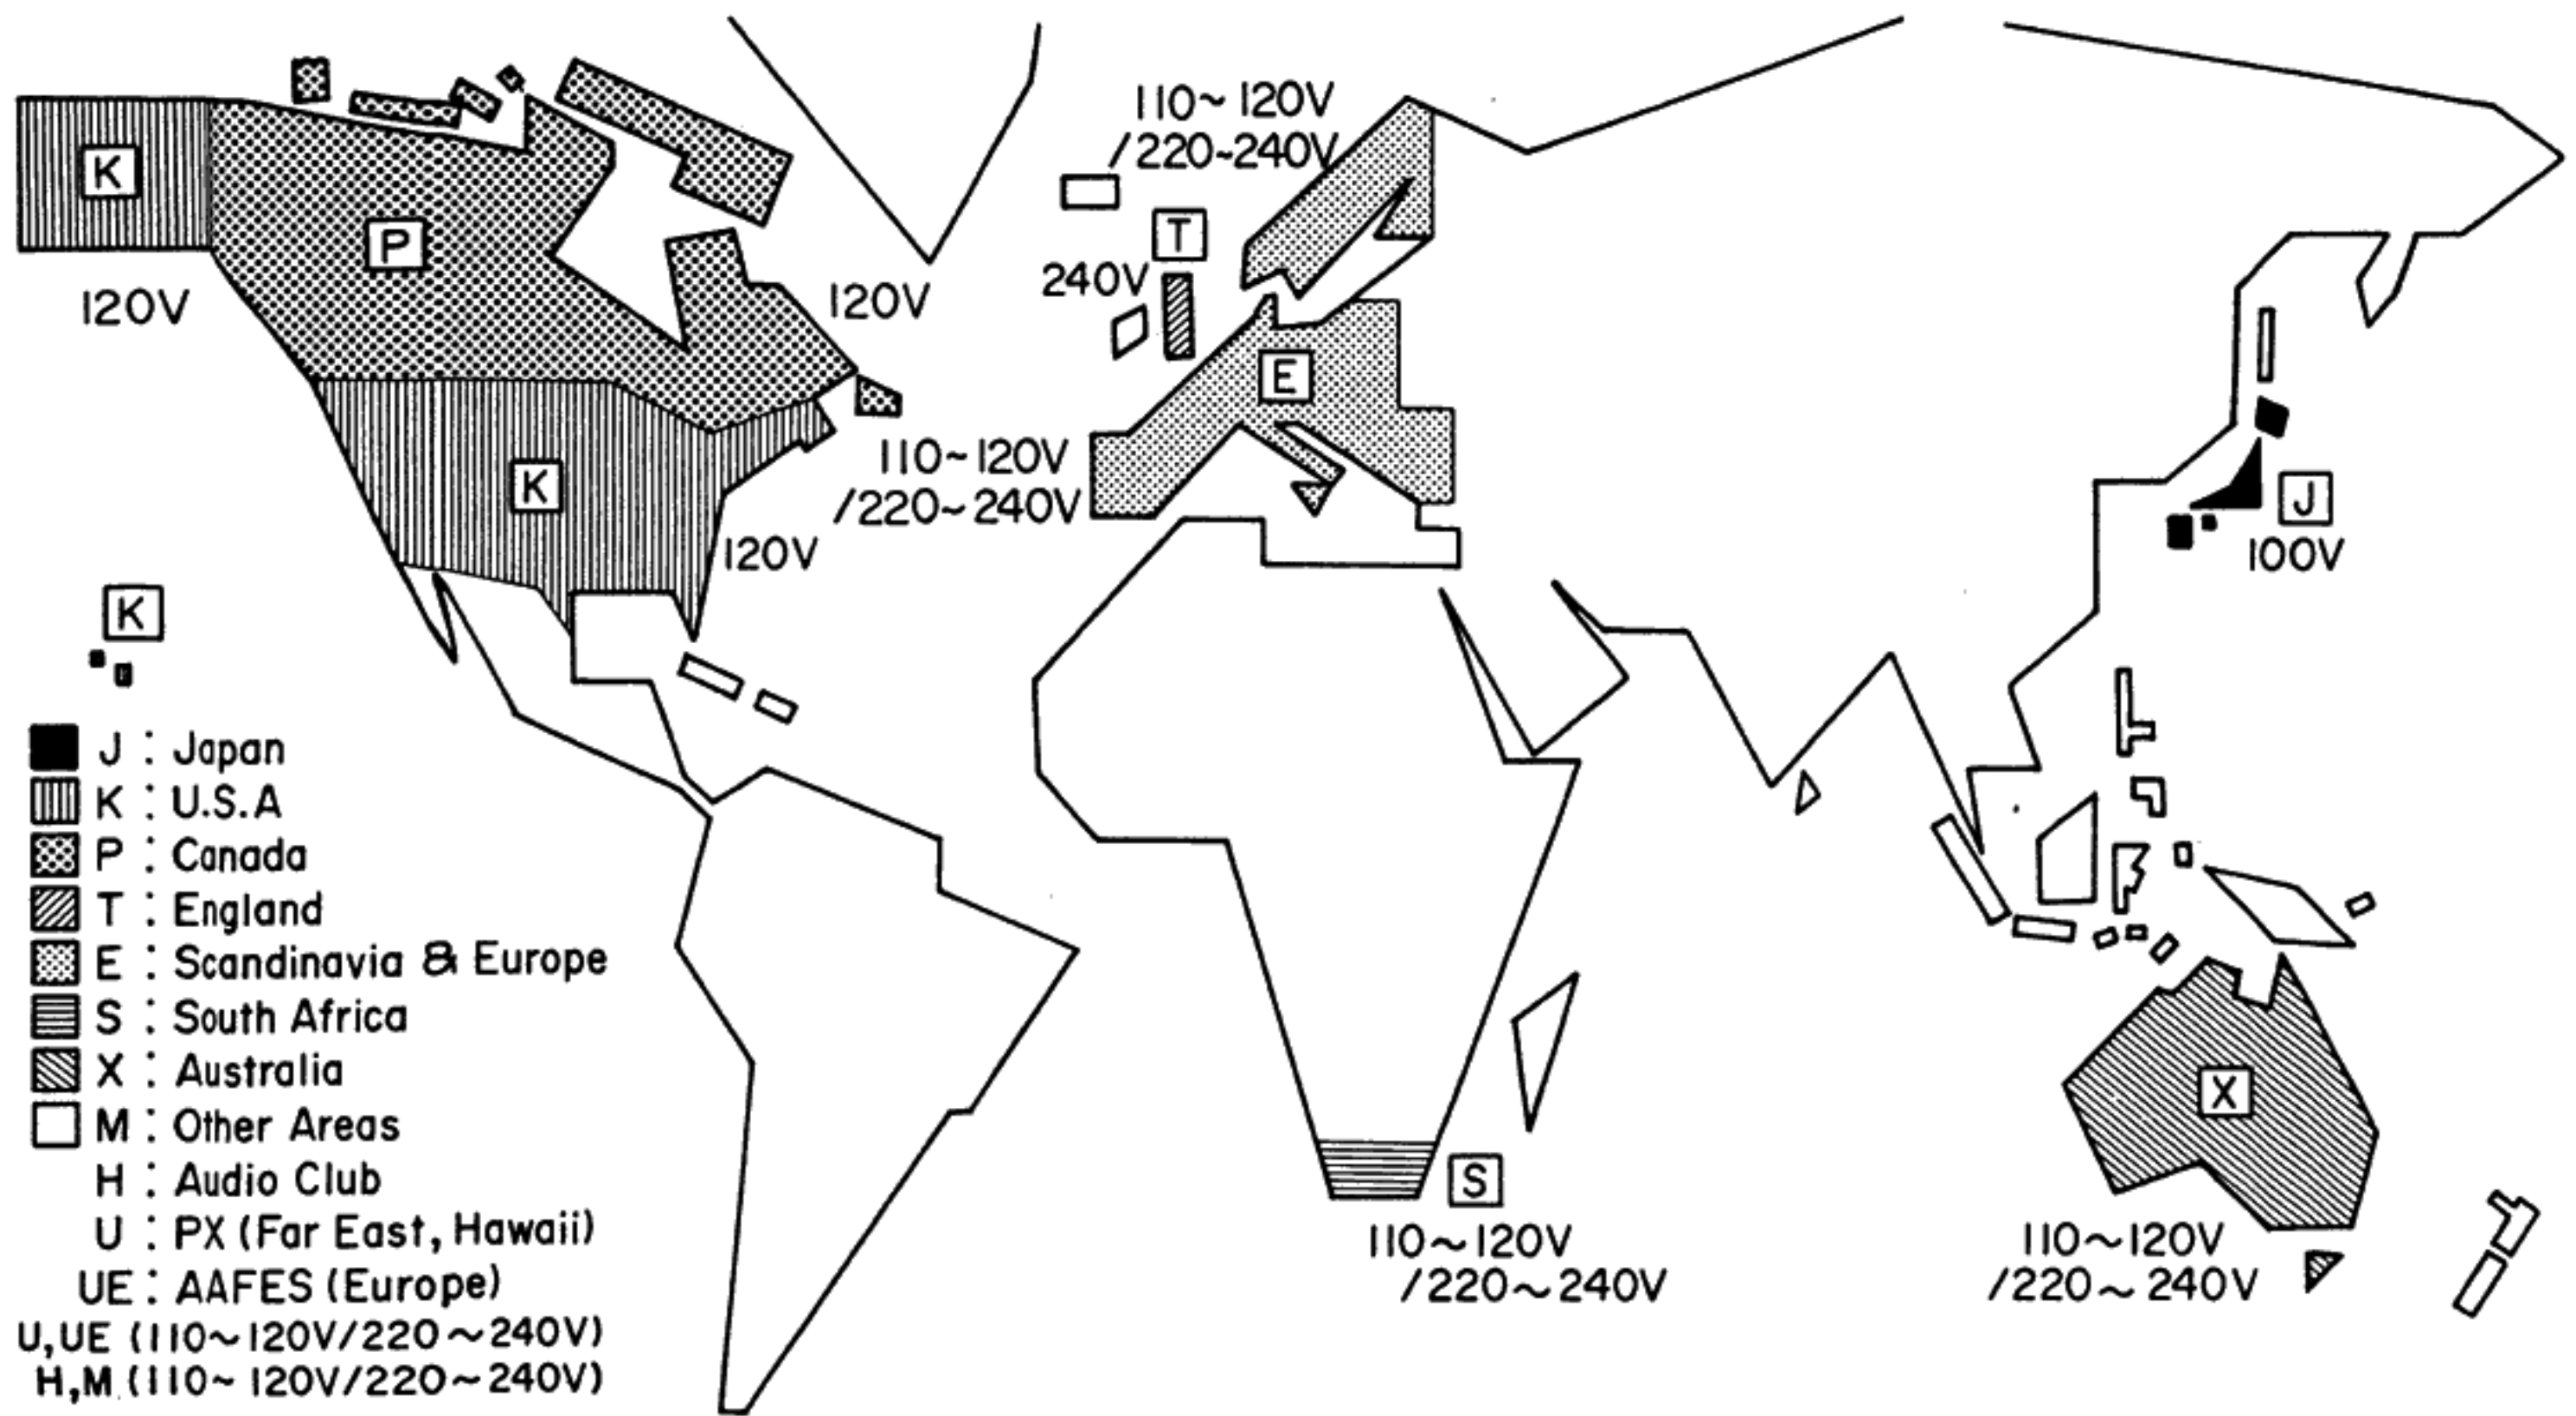 110~120V
/220~240V
K
T
P
240V
120V
120V
E
110~120V
/220~240V
K
J
120V
100V
K
J : Japan
K : U.S.A
P : Canada
T : England
E : Scandinavia & Europe
S : South Africa
X : Australia
M : Other Areas
H : Audio Club
U : PX (Far East, Hawaii)
UE : AAFES (Europe)
U,UE (110~120V/220~240V)
H,M (110~120V/220~240V)
X
S
110~120V
/220~240V
110~120V
/220~240V